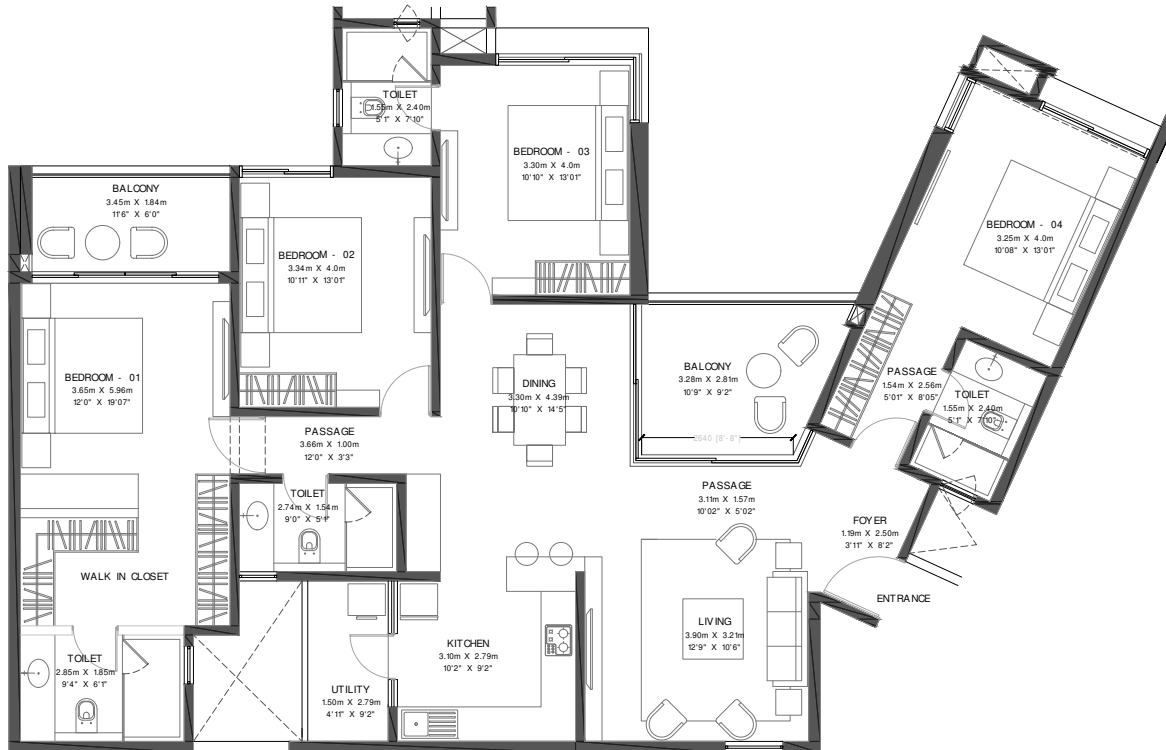 TOILET
1.55m X 2.40m
5'1" X 7'10"
BEDROOM - 03
3.30m X 4.0m
10'10" X 13'01"
BALCONY
3.45m X 1.84m
11'6" X 6'0"
BEDROOM - 02
3.34m X 4.0m
10'11" X 13'01"
BEDROOM - 04
3.25m X 4.0m
10'08" X 13'01"
BEDROOM - 01
3.65m X 5.96m
12'0" X 19'07"
DINING
3.30m X 4.39m
10'10" X 14'5"
BALCONY
3.28m X 2.81m
10'9" X 9'2"
2640 [8'-8"]
PASSAGE
1.54m X 2.56m
5'01" X 8'05"
TOILET
1.55m X 2.40m
5'1" X 7'10"
PASSAGE
3.66m X 1.00m
12'0" X 3'3"
TOILET
2.74m X 1.54m
9'0" X 5'1"
PASSAGE
3.11m X 1.57m
10'02" X 5'02"
FOYER
1.19m X 2.50m
3'11" X 8'2"
WALK IN CLOSET
ENTRANCE
LIVING
3.90m X 3.21m
12'9" X 10'6"
KITCHEN
3.10m X 2.79m
10'2" X 9'2"
TOILET
2.85m X 1.85m
9'4" X 6'1"
UTILITY
1.50m X 2.79m
4'11" X 9'2"